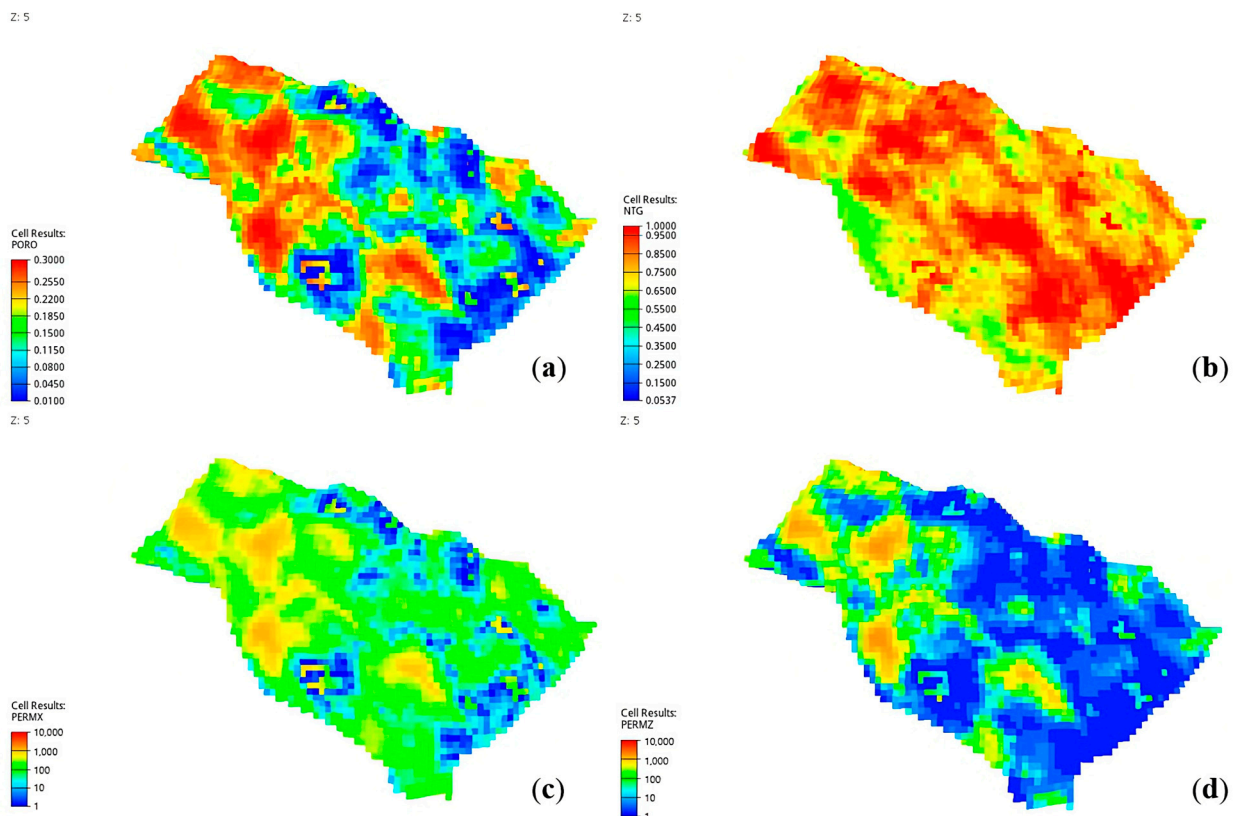 Z: 5
Z: 5
Cell Results:
PORO
0.3000
0.2550
0.2200
0.1850
0.1500
0.1150
0.0800
0.0450
0.0100
(a)
Cell Results:
NTG
1.0000
0.9500
0.8500
0.7500
0.6500
0.5500
0.4500
0.3500
0.2500
0.1500
0.0537
(b)
Z: 5
Z: 5
Cell Results:
PERMX
10,000
1,000
100
10
1
(c)
Cell Results:
PERMZ
10,000
1,000
100
10
1
(d)